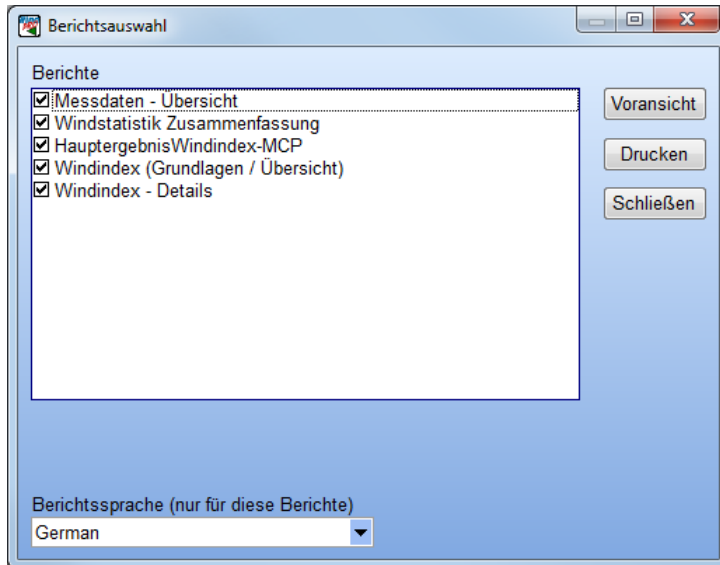 Berichtsauswahl
Berichte
Messdaten - Übersicht
Windstatistik Zusammenfassung
HauptergebnisWindindex-MCP
Windindex (Grundlagen / Übersicht)
Windindex - Details
Voransicht
Drucken
Schließen
Berichtssprache (nur für diese Berichte)
German